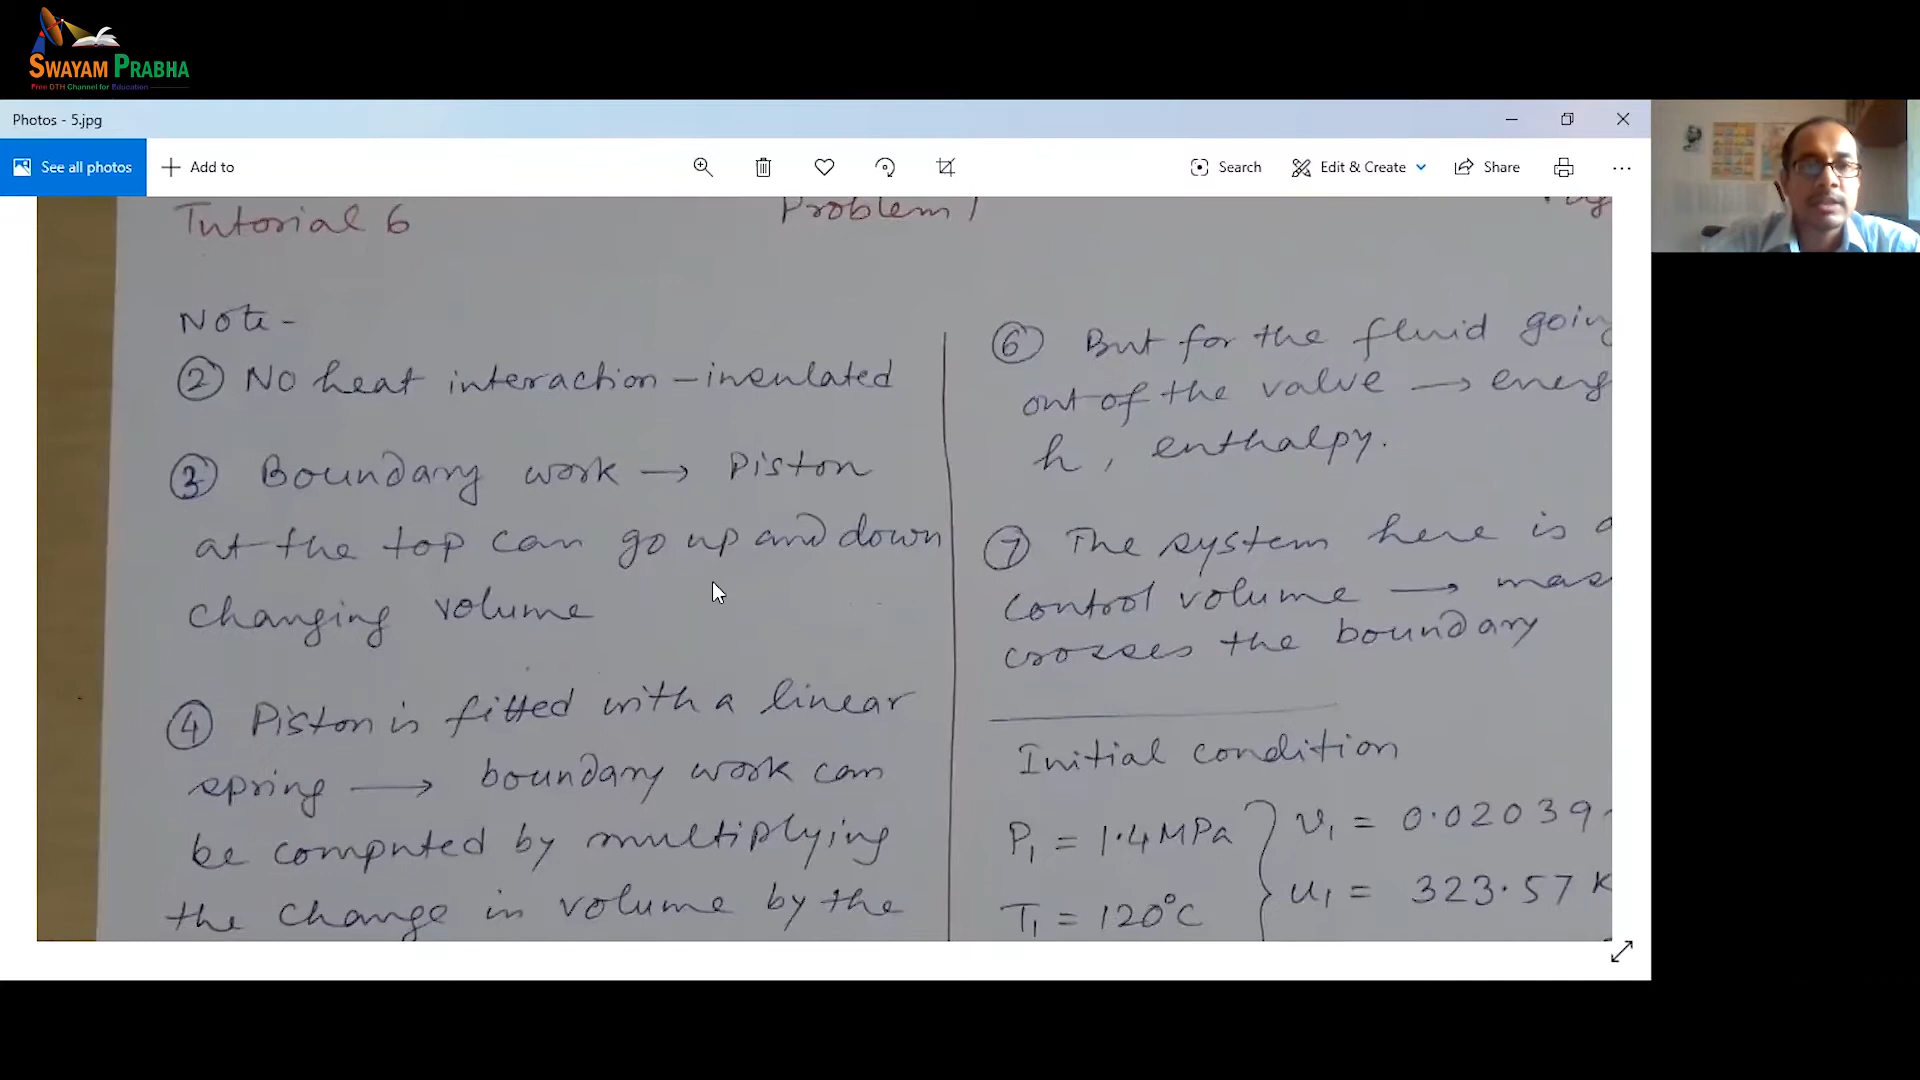 SWAYAM PRABHA
Free DTH Channel for Education
Photos - 5.jpg
See all photos
Add to
Search
Edit & Create
Share
Tutorial 6
Problem 1
Note -
② No heat interaction - insulated
③ Boundary work → Piston
at the top can go up and down
changing volume
④ Piston is fitted with a linear
spring → boundary work can
be computed by multiplying
the change in volume by the
⑥ But for the fluid goin
out of the valve → energ
h, enthalpy.
⑦ The system here is a
control volume → mas
crosses the boundary
Initial condition
P₁ = 1.4 MPa
T₁ = 120°C
v₁ = 0.02039
u₁ = 323.57 K